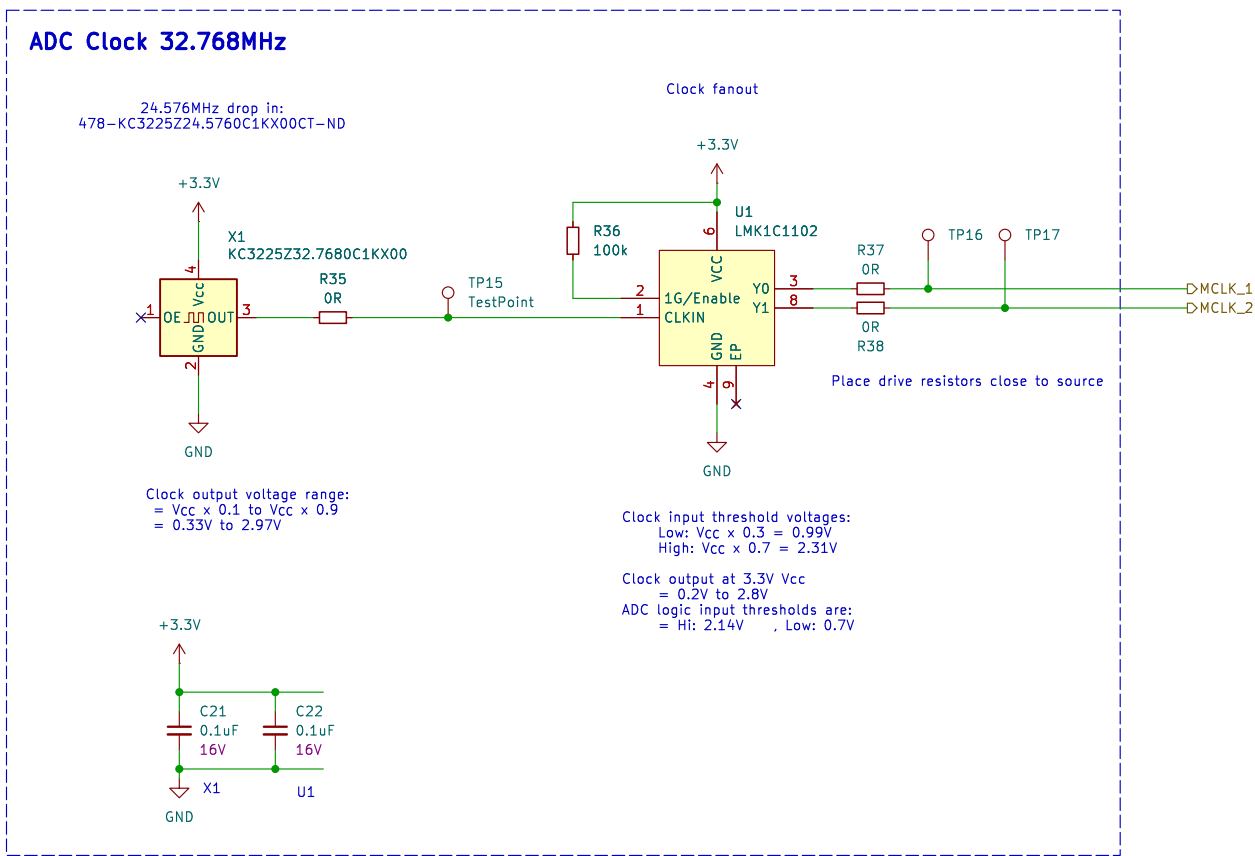 ADC Clock 32.768MHz
Clock fanout
24.576MHz drop in:
478-KC3225Z24.5760C1KX00CT-ND
+3.3V
+3.3V
X1
KC3225Z32.7680C1KX00
4
Vcc
1
OE
OUT
3
GND
2
GND
R35
0R
TP15
TestPoint
R36
100k
U1
LMK1C1102
6
VCC
2
1G/Enable
1
CLKIN
Y0
3
Y1
8
GND
EP
4
9
GND
R37
0R
0R
R38
TP16
TP17
MCLK_1
MCLK_2
Place drive resistors close to source
Clock output voltage range:
= Vcc x 0.1 to Vcc x 0.9
= 0.33V to 2.97V
Clock input threshold voltages:
Low: Vcc x 0.3 = 0.99V
High: Vcc x 0.7 = 2.31V
Clock output at 3.3V Vcc
= 0.2V to 2.8V
ADC logic input thresholds are:
= Hi: 2.14V , Low: 0.7V
+3.3V
C21
0.1uF
16V
C22
0.1uF
16V
X1
U1
GND